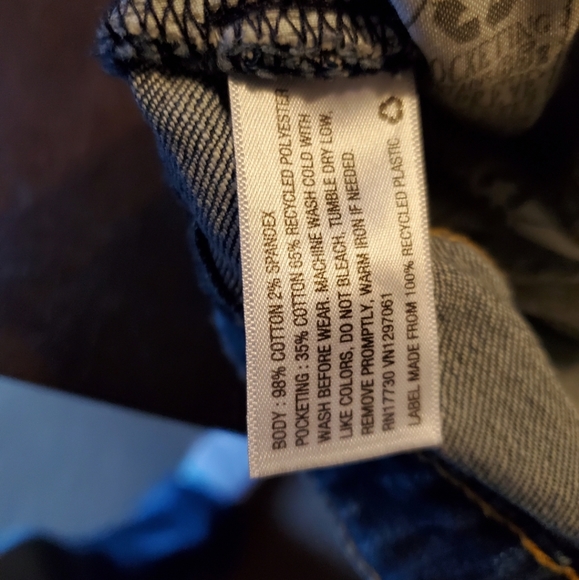 BODY : 98% COTTON 2% SPANDEX
POCKETING : 35% COTTON 65% RECYCLED POLYESTER
WASH BEFORE WEAR. MACHINE WASH COLD WITH
LIKE COLORS, DO NOT BLEACH, TUMBLE DRY LOW.
REMOVE PROMPTLY, WARM IRON IF NEEDED.
RN17730 VN1297061
LABEL MADE FROM 100% RECYCLED PLASTIC
POCKETING